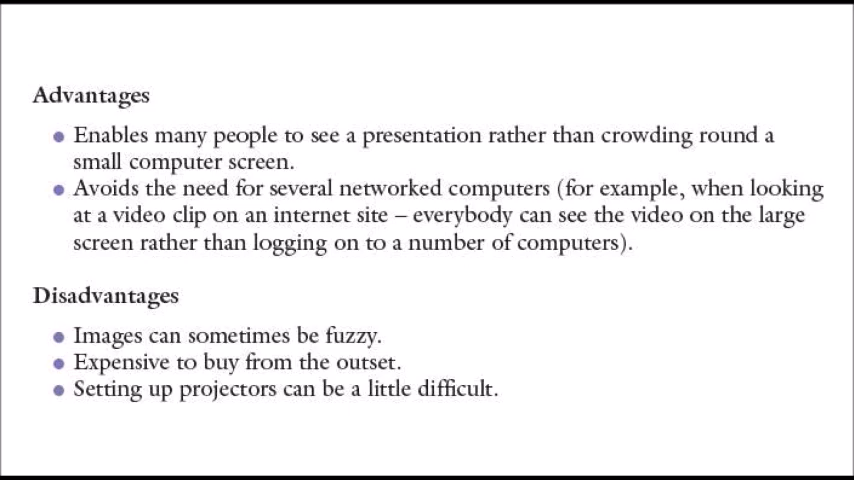 Advantages
● Enables many people to see a presentation rather than crowding round a
small computer screen.
● Avoids the need for several networked computers (for example, when looking
at a video clip on an internet site – everybody can see the video on the large
screen rather than logging on to a number of computers).
Disadvantages
● Images can sometimes be fuzzy.
● Expensive to buy from the outset.
● Setting up projectors can be a little difficult.